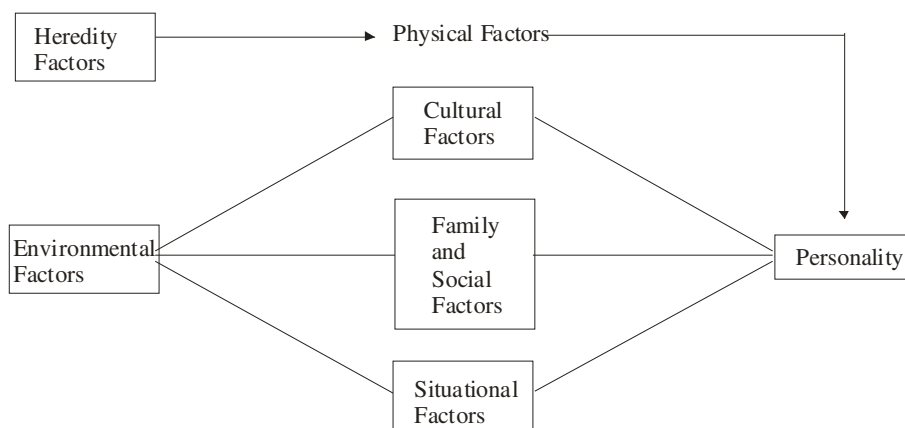 Heredity
Factors
Physical Factors
Cultural
Factors
Environmental
Factors
Family
and
Social
Factors
Personality
Situational
Factors